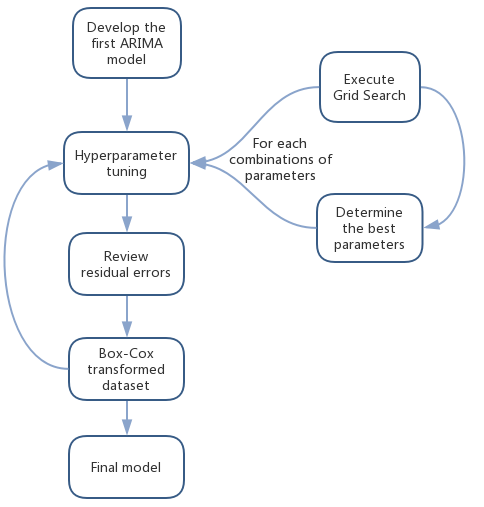 Develop the
first ARIMA
model
Execute
Grid Search
Hyperparameter
tuning
For each
combinations of
parameters
Determine
the best
parameters
Review
residual errors
Box-Cox
transformed
dataset
Final model